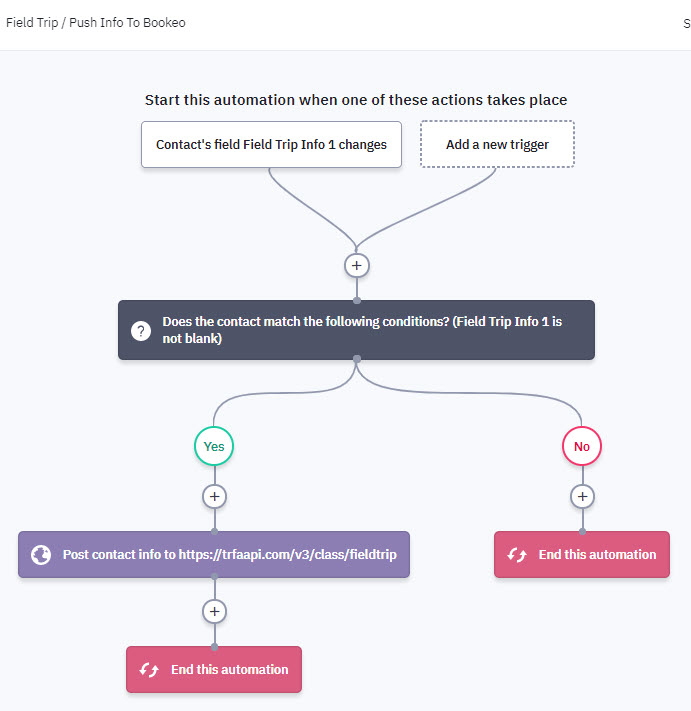 Field Trip / Push Info To Bookeo
S
Start this automation when one of these actions takes place
Contact's field Field Trip Info 1 changes
Add a new trigger
+
? Does the contact match the following conditions? (Field Trip Info 1 is
not blank)
Yes
No
+
+
Post contact info to https://trfaapi.com/v3/class/fieldtrip
End this automation
+
End this automation